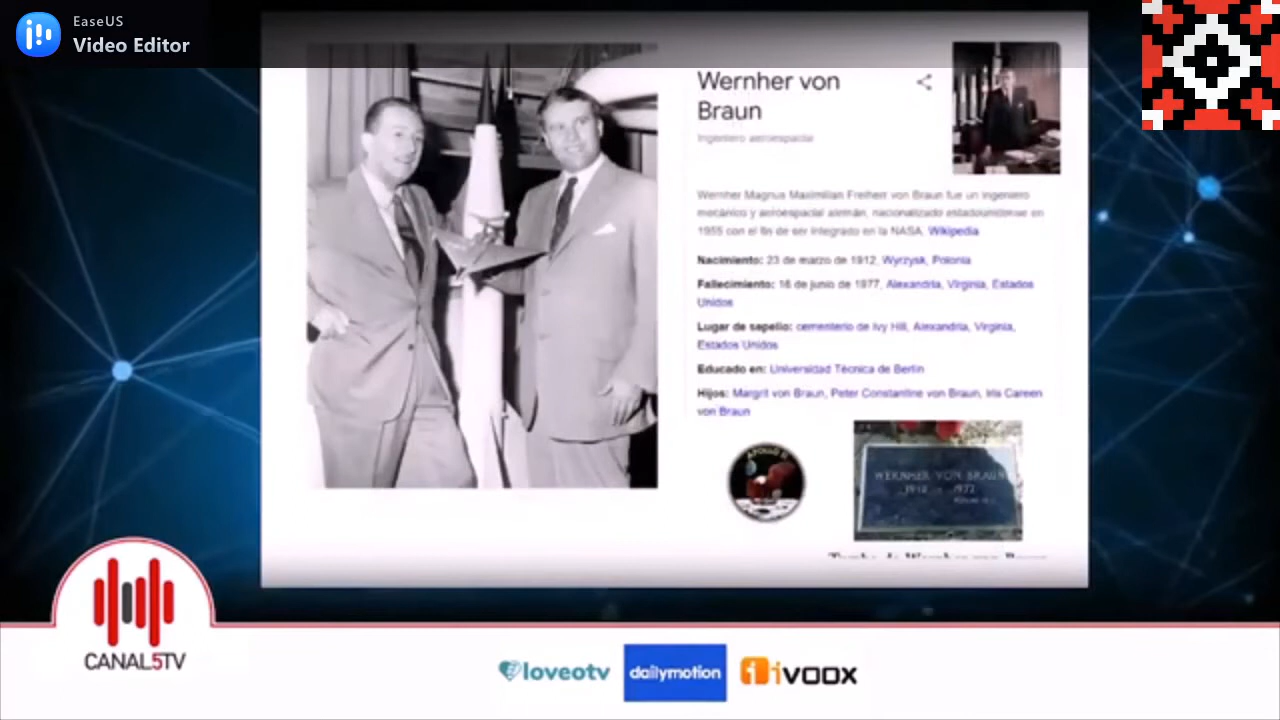 EaseUS
Video Editor
Wernher von
Braun
Ingeniero aeroespacial
Wernher Magnus Maximilian Freiherr von Braun fue un ingeniero
mecánico y aeroespacial alemán, nacionalizado estadounidense en
1955 con el fin de ser integrado en la NASA. Wikipedia
Nacimiento: 23 de marzo de 1912, Wyrzysk, Polonia
Fallecimiento: 16 de junio de 1977, Alexandria, Virginia, Estados
Unidos
Lugar de sepelio: cementerio de Ivy Hill, Alexandria, Virginia,
Estados Unidos
Educado en: Universidad Técnica de Berlín
Hijos: Margrit von Braun, Peter Constantine von Braun, Iris Careen
von Braun
APOLLO 11
WERNHER VON BRAUN
CANAL5TV
loveotv
dailymotion
iVOOX